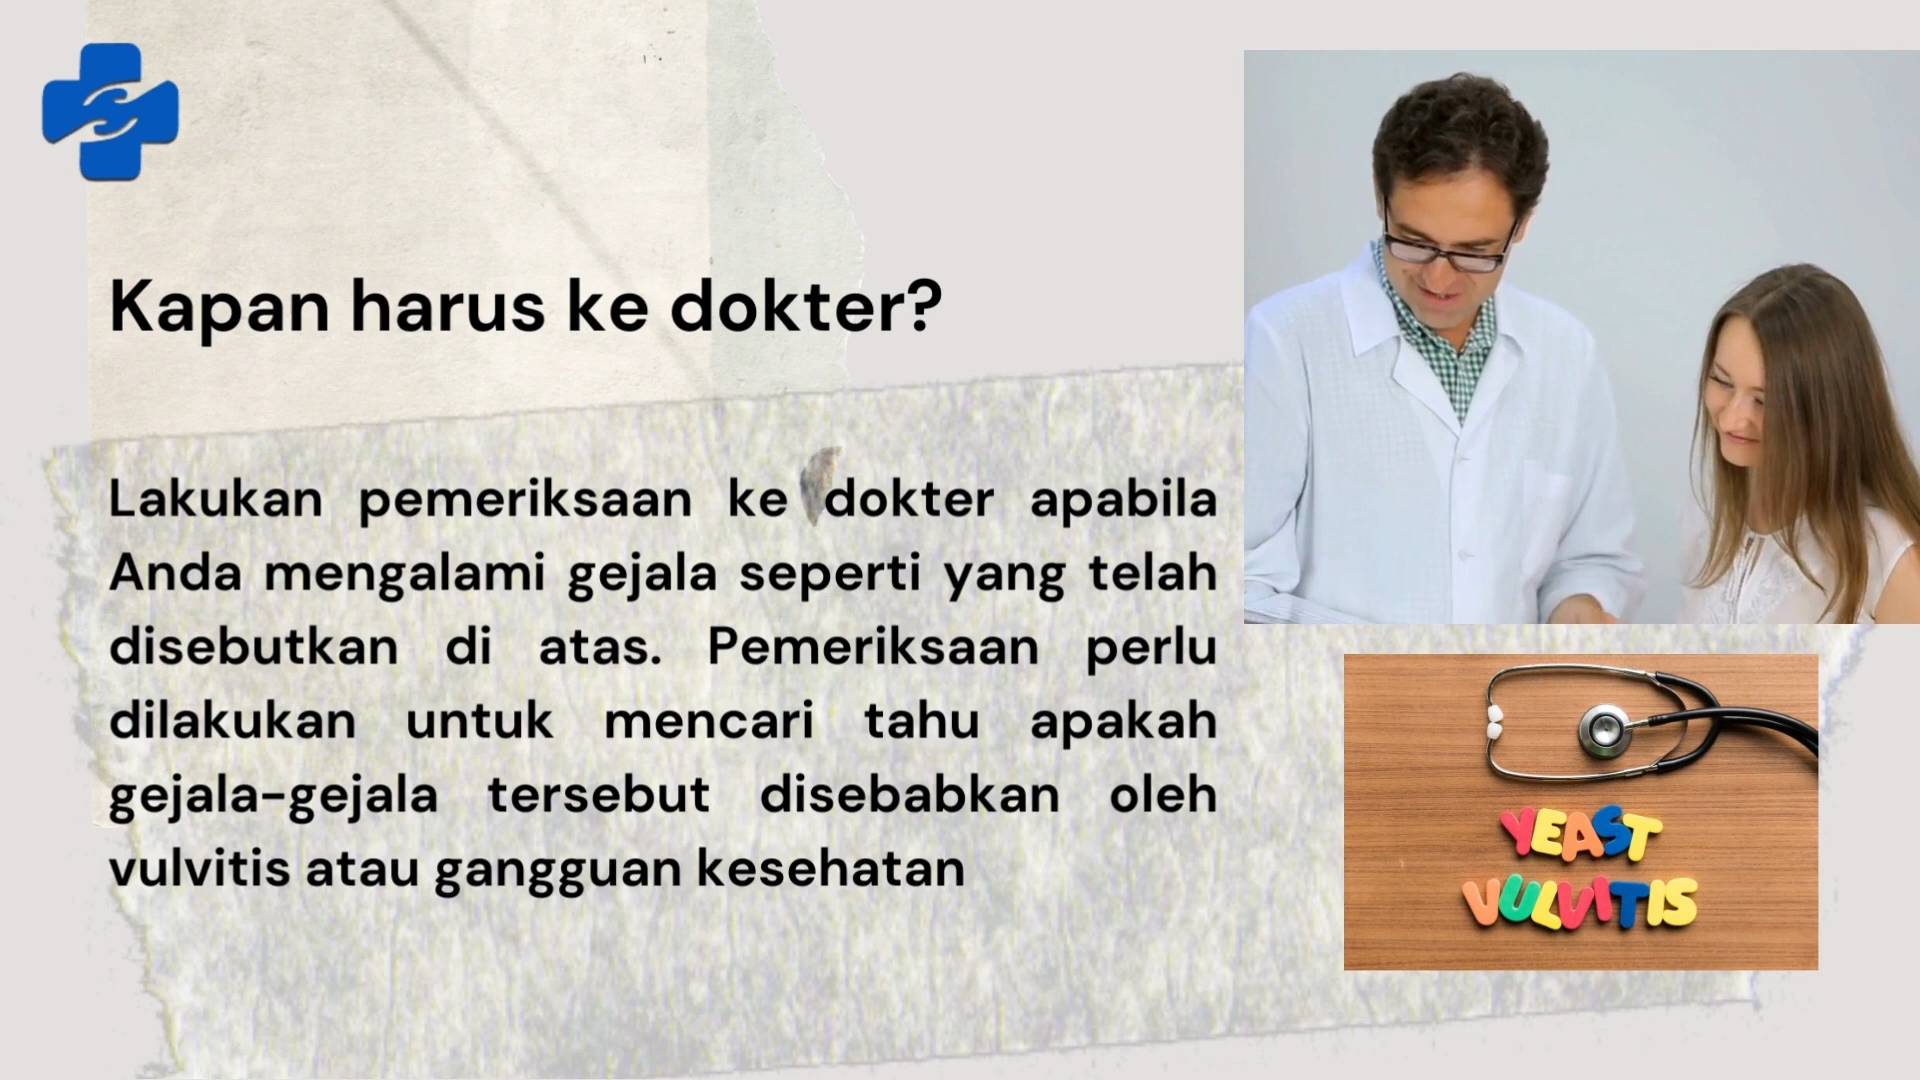 Kapan harus ke dokter?
Lakukan pemeriksaan ke dokter apabila
Anda mengalami gejala seperti yang telah
disebutkan di atas. Pemeriksaan perlu
dilakukan untuk mencari tahu apakah
gejala-gejala tersebut disebabkan oleh
vulvitis atau gangguan kesehatan
YEAST
VULVITIS